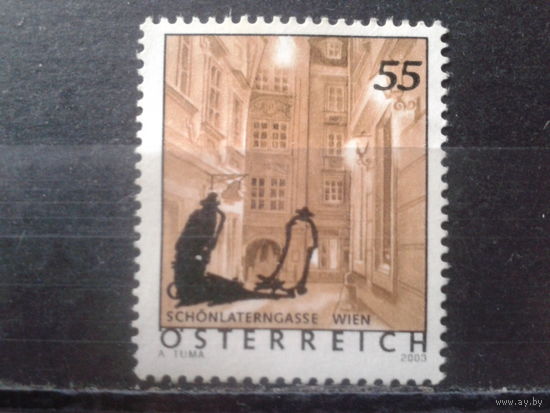 55
SCHÖNLATERNGASSE WIEN
ÖSTERREICH
A. TUMA 2003
www.ay.by